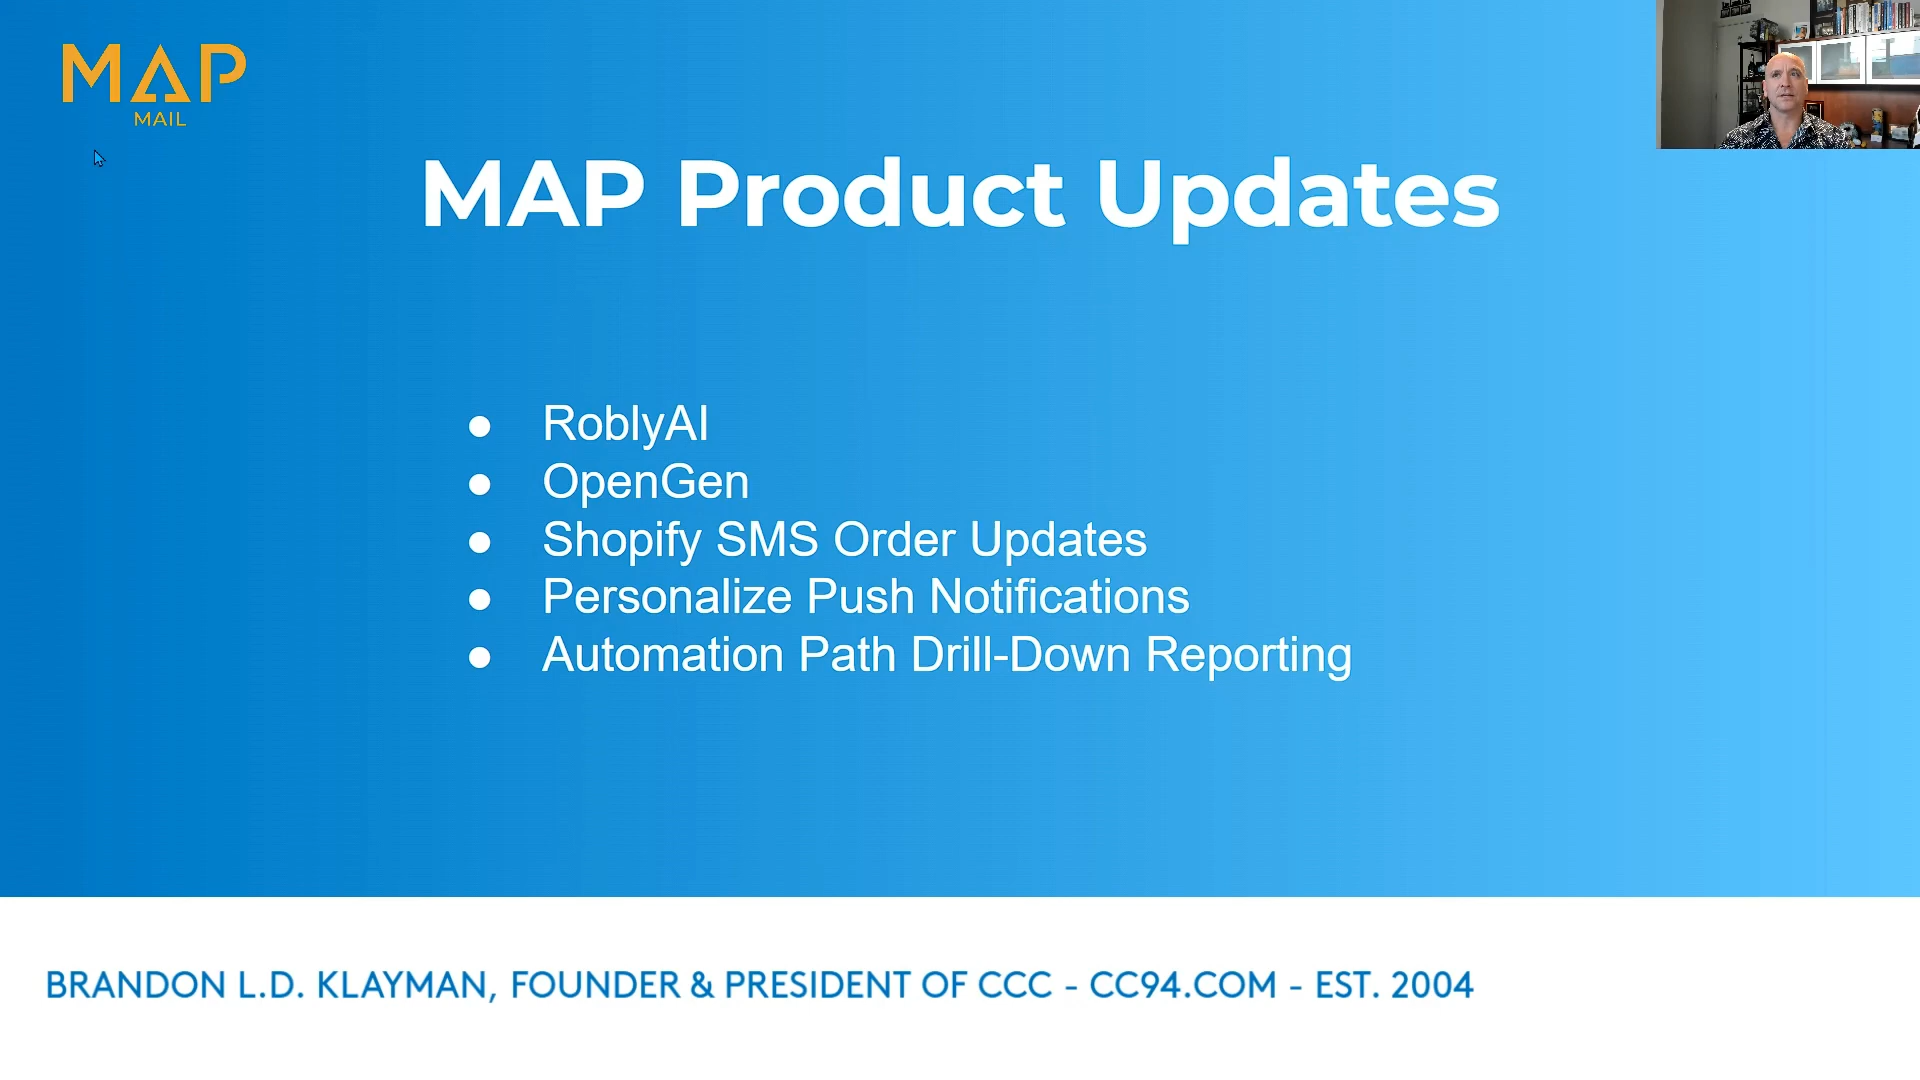 MAP
MAIL
MAP Product Updates
● RoblyAI
● OpenGen
● Shopify SMS Order Updates
● Personalize Push Notifications
● Automation Path Drill-Down Reporting
BRANDON L.D. KLAYMAN, FOUNDER & PRESIDENT OF CCC - CC94.COM - EST. 2004